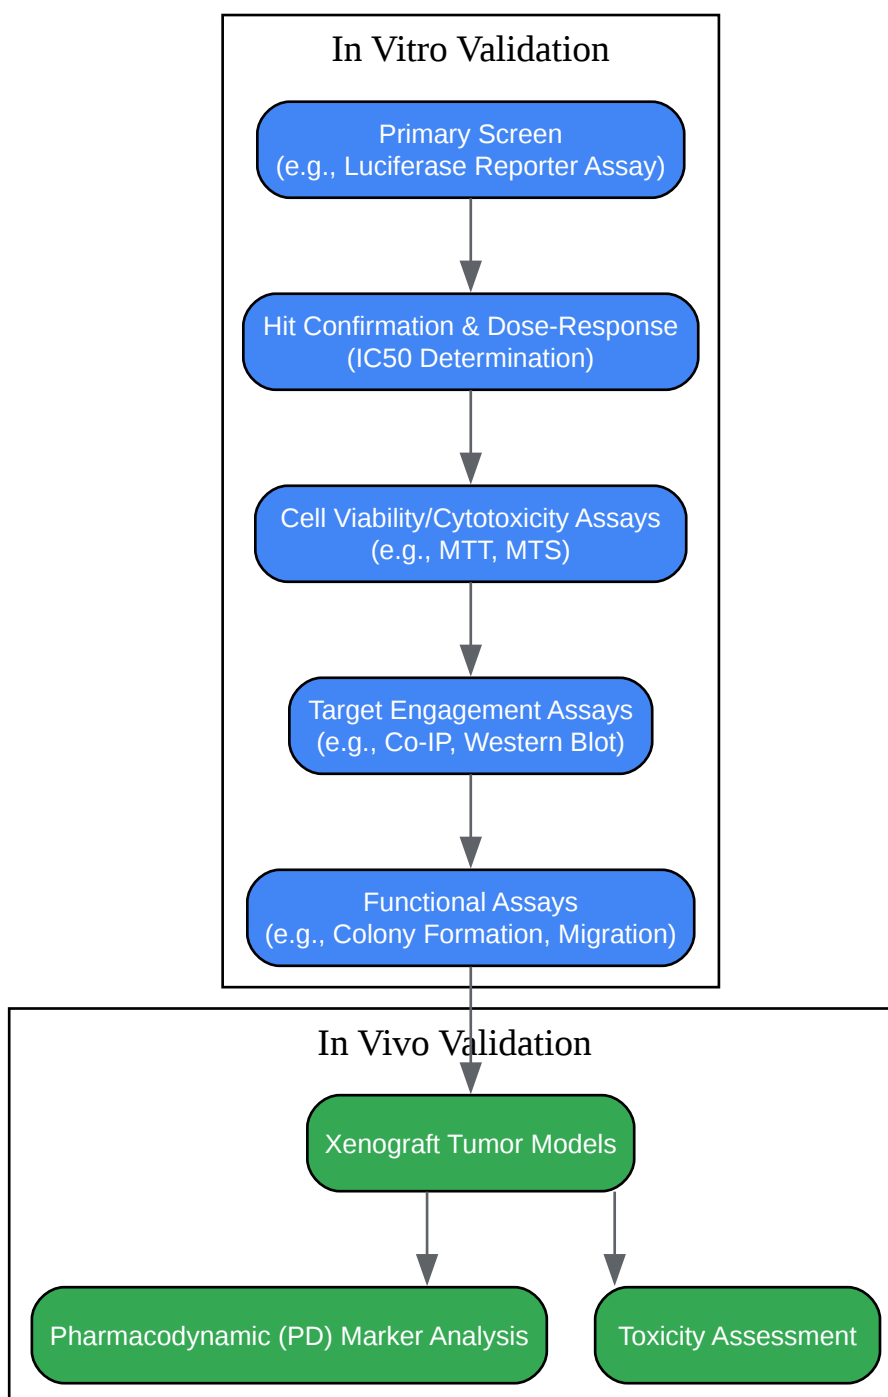 In Vitro Validation
Primary Screen
(e.g., Luciferase Reporter Assay)
Hit Confirmation & Dose-Response
(IC50 Determination)
Cell Viability/Cytotoxicity Assays
(e.g., MTT, MTS)
Target Engagement Assays
(e.g., Co-IP, Western Blot)
Functional Assays
(e.g., Colony Formation, Migration)
In Vivo Validation
Xenograft Tumor Models
Pharmacodynamic (PD) Marker Analysis
Toxicity Assessment